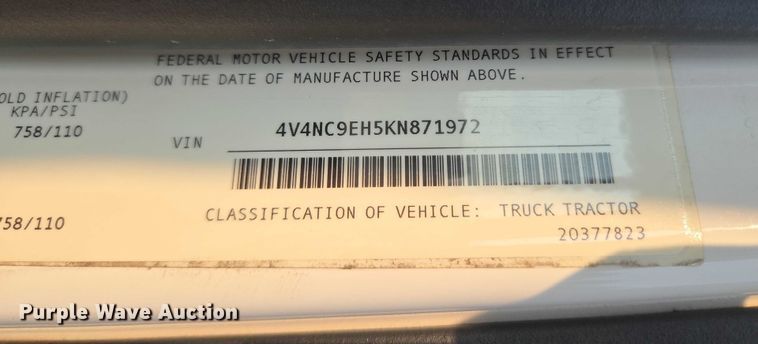 FEDERAL MOTOR VEHICLE SAFETY STANDARDS IN EFFECT
ON THE DATE OF MANUFACTURE SHOWN ABOVE.
OLD INFLATION)
KPA/PSI
758/110
VIN 4V4NC9EH5KN871972
758/110
CLASSIFICATION OF VEHICLE: TRUCK TRACTOR
20377823
Purple Wave Auction